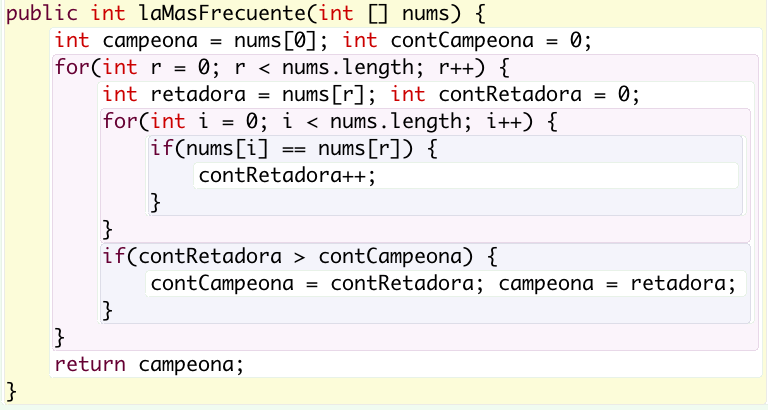 public int laMasFrecuente(int [] nums) {
int campeona = nums[0]; int contCampeona = 0;
for(int r = 0; r < nums.length; r++) {
int retadora = nums[r]; int contRetadora = 0;
for(int i = 0; i < nums.length; i++) {
if(nums[i] == nums[r]) {
contRetadora++;
}
}
if(contRetadora > contCampeona) {
contCampeona = contRetadora; campeona = retadora;
}
}
return campeona;
}